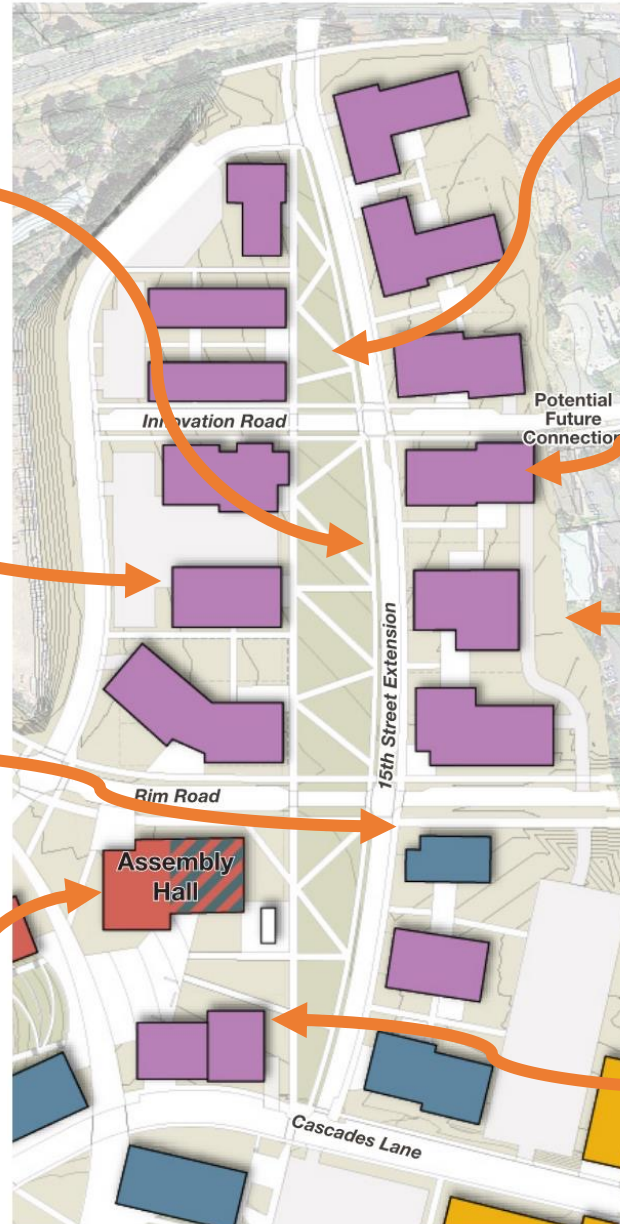 Innovation Road
Potential
Future
Connection
15th Street Extension
Rim Road
Assembly
Hall
Cascades Lane